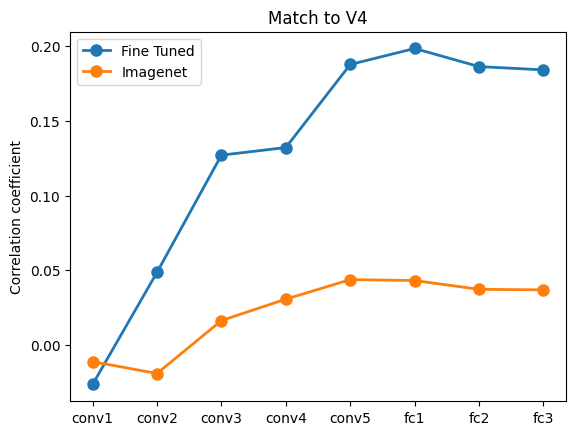 Match to V4
Fine Tuned
Imagenet
Correlation coefficient
0.20
0.15
0.10
0.05
0.00
conv1 conv2 conv3 conv4 conv5 fc1 fc2 fc3